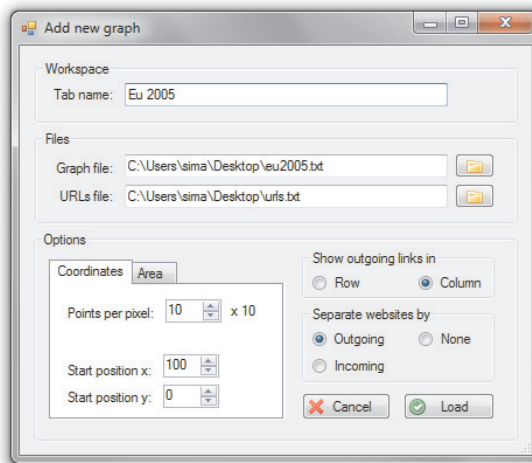 Add new graph
Workspace
Tab name: Eu 2005
Files
Graph file: C:\Users\sima\Desktop\eu2005.txt
URLs file: C:\Users\sima\Desktop\urls.txt
Options
Coordinates Area
Points per pixel: 10 x 10
Start position x: 100
Start position y: 0
Show outgoing links in
Row Column
Separate websites by
Outgoing None
Incoming
Cancel Load